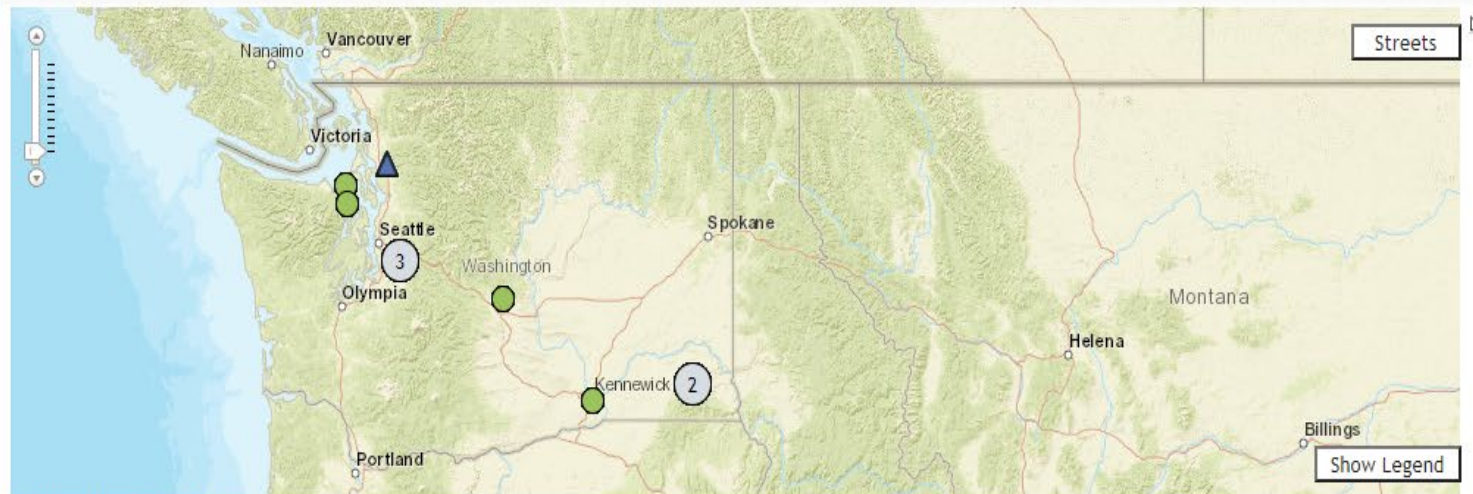 Vancouver
Nanaimo
Streets
Victoria
Spokane
Seattle
3
Washington
Olympia
Montana
Helena
Kennewick
2
Billings
Portland
Show Legend